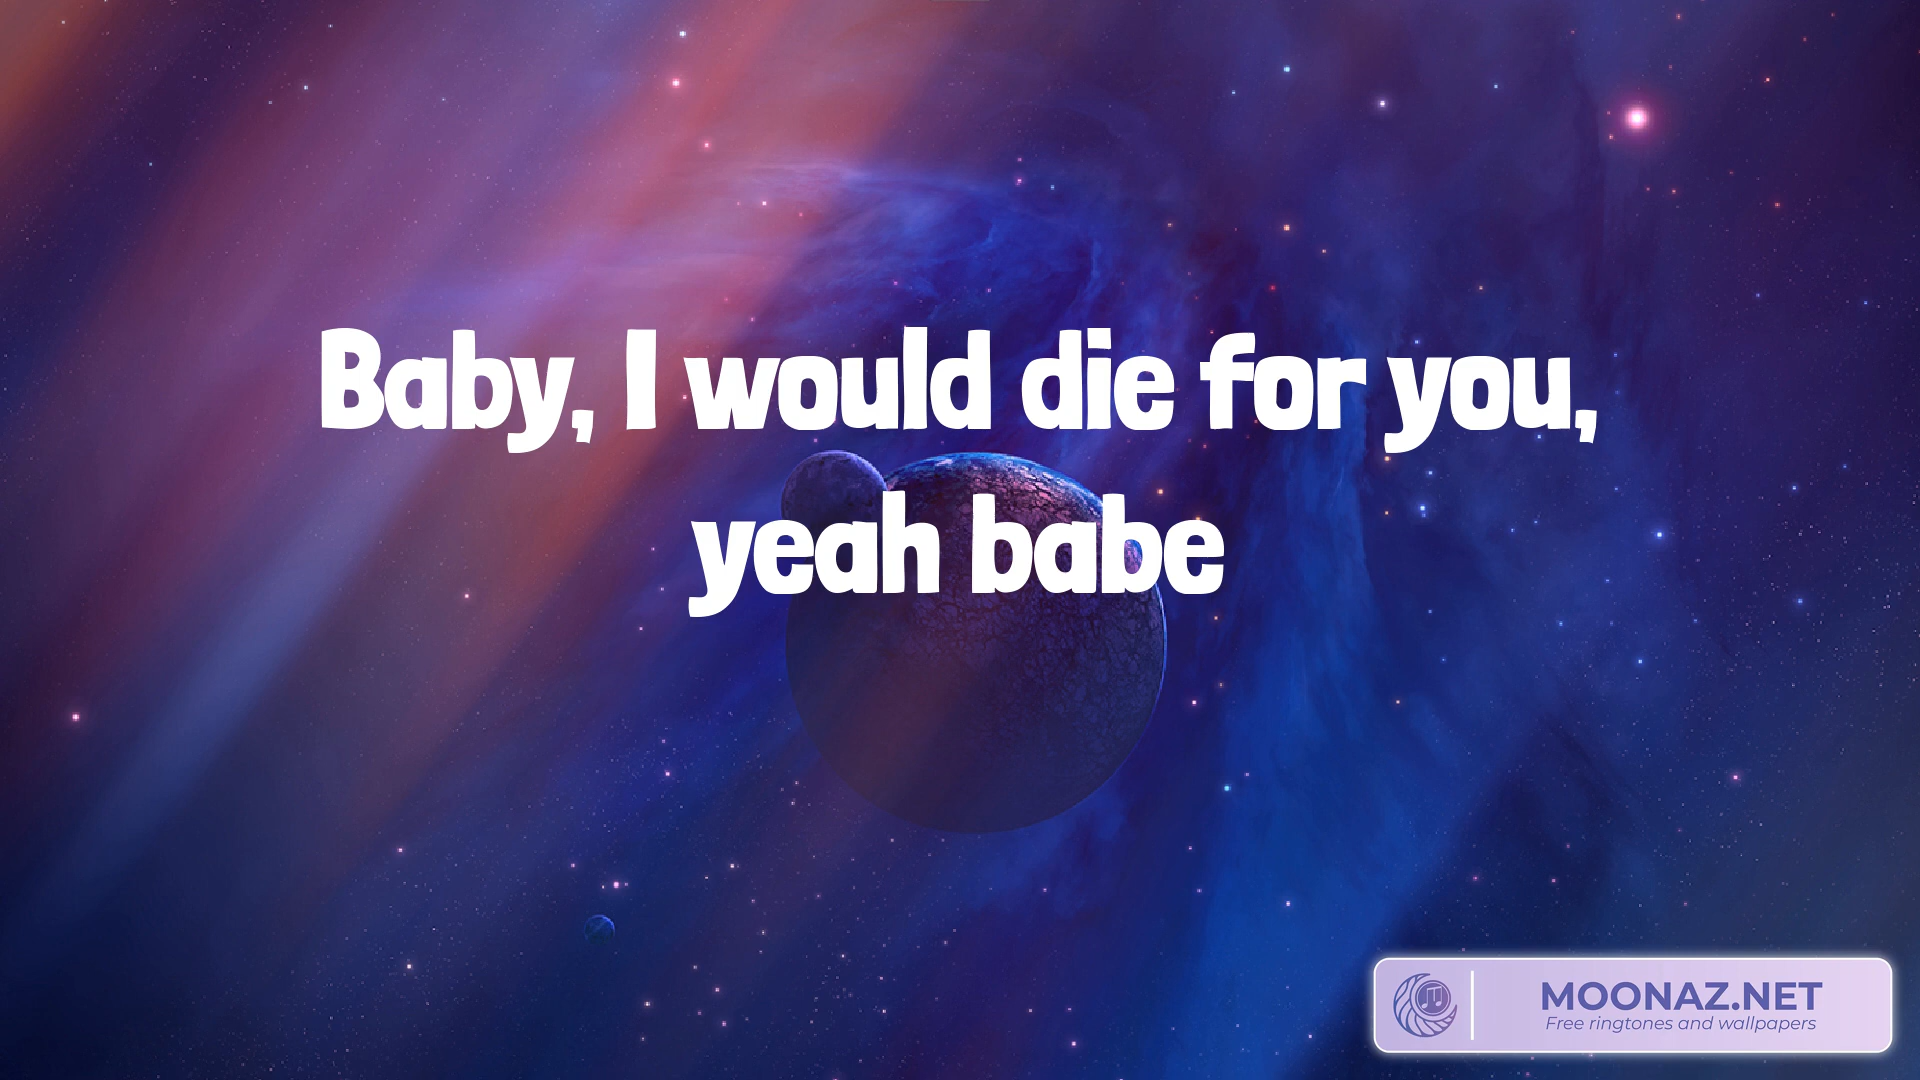 Baby, I would die for you,
yeah babe
MOONAZ.NET
Free ringtones and wallpapers